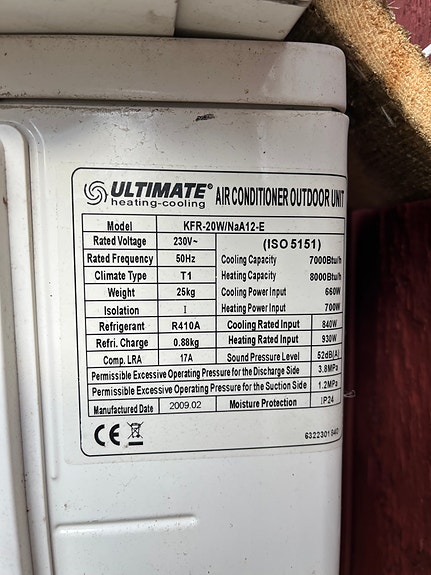 ULTIMATE® AIR CONDITIONER OUTDOOR UNIT
heating-cooling
Model KFR-20W/NaA12-E
Rated Voltage 230V~ (ISO 5151)
Rated Frequency 50Hz Cooling Capacity 7000Btu/h
Climate Type T1 Heating Capacity 8000Btu/h
Weight 25kg Cooling Power Input 660W
Isolation I Heating Power Input 700W
Refrigerant R410A Cooling Rated Input 840W
Refri. Charge 0.88kg Heating Rated Input 930W
Comp. LRA 17A Sound Pressure Level 52dB(A)
Permissible Excessive Operating Pressure for the Discharge Side 3.8MPa
Permissible Excessive Operating Pressure for the Suction Side 1.2MPa
Manufactured Date 2009.02 Moisture Protection IP24
CE